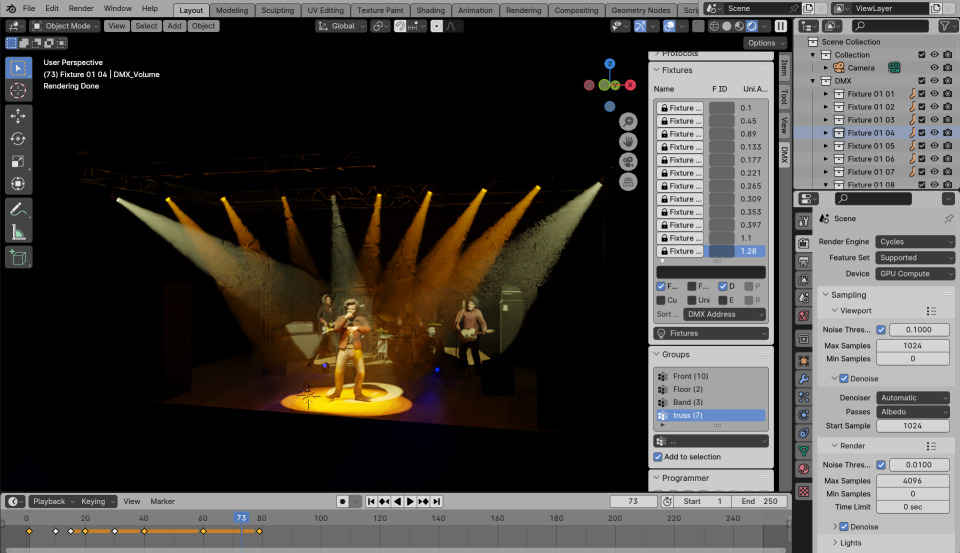 File Edit Render Window Help Layout Modeling Sculpting UV Editing Texture Paint Shading Animation Rendering Compositing Geometry Nodes Scri Scene ViewLayer
Object Mode View Select Add Object Global
Options
User Perspective
(73) Fixture 01 04 | DMX_Volume
Rendering Done
Z
Y
X
Protocols
Fixtures
Name F ID Uni.A...
Fixture ... 0.1
Fixture ... 0.45
Fixture ... 0.89
Fixture ... 0.133
Fixture ... 0.177
Fixture ... 0.221
Fixture ... 0.265
Fixture ... 0.309
Fixture ... 0.353
Fixture ... 0.397
Fixture ... 1.1
Fixture ... 1.28
F... F... D P
Cu Uni E R
Sort ... DMX Address
Fixtures
Groups
Front (10)
Floor (2)
Band (3)
truss (7)
...
Add to selection
Programmer
Item
Tool
View
DMX
Scene Collection
Collection
Camera
DMX
Fixture 01 01
Fixture 01 02
Fixture 01 03
Fixture 01 04
Fixture 01 05
Fixture 01 06
Fixture 01 07
Fixture 01 08
Scene
Render Engine Cycles
Feature Set Supported
Device GPU Compute
Sampling
Viewport
Noise Thres... 0.1000
Max Samples 1024
Min Samples 0
Denoise
Denoiser Automatic
Passes Albedo
Start Sample 1024
Render
Noise Thres... 0.0100
Max Samples 4096
Min Samples 0
Time Limit 0 sec
Denoise
Lights
Playback Keying View Marker 73 Start 1 End 250
0 20 40 60 73 80 100 120 140 160 180 200 220 240